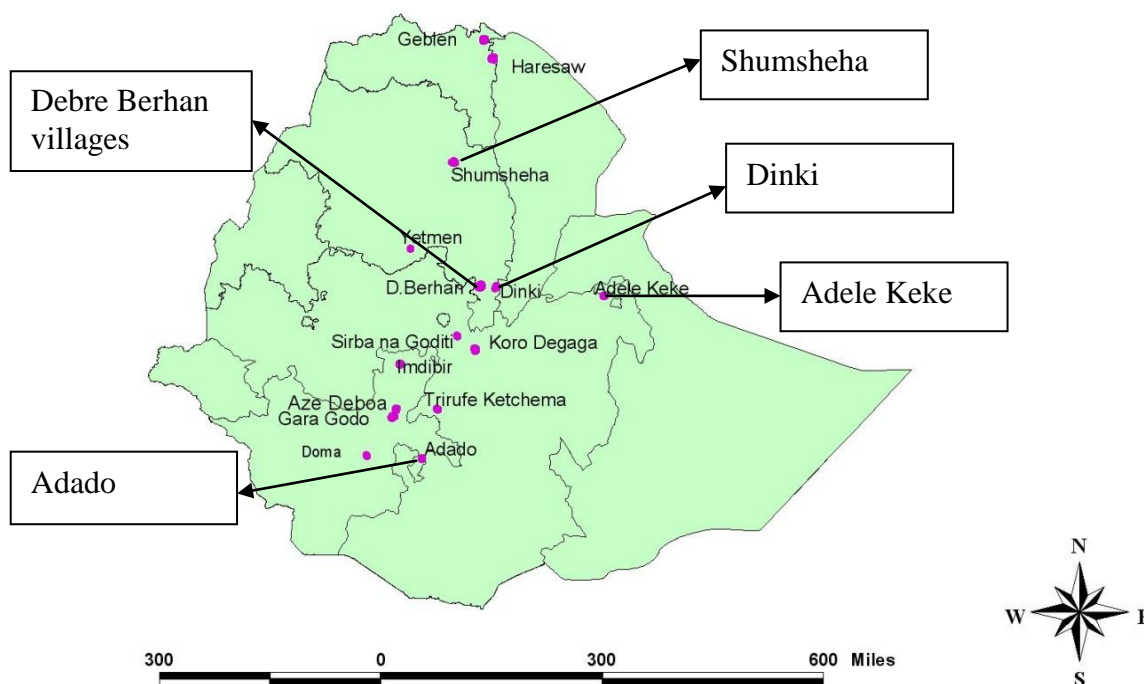 Geblen
Haresaw
Shumsheha
Debre Berhan
villages
Shumsheha
Dinki
Yetmen
D.Berhan
Dinki
Adele Keke
Adele Keke
Sirba na Goditi
Koro Degaga
Imdibir
Aze Deboa
Trirufe Ketchema
Gara Godo
Doma
Adado
Adado
N
W
E
S
300 0 300 600 Miles